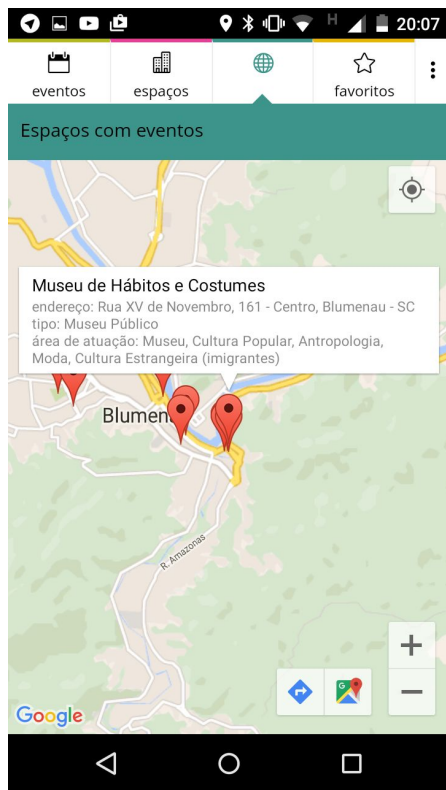 H 20:07
eventos espaços favoritos
Espaços com eventos
Museu de Hábitos e Costumes
endereço: Rua XV de Novembro, 161 - Centro, Blumenau - SC
tipo: Museu Público
área de atuação: Museu, Cultura Popular, Antropologia,
Moda, Cultura Estrangeira (imigrantes)
Blumen
R. Amazonas
+
−
Google